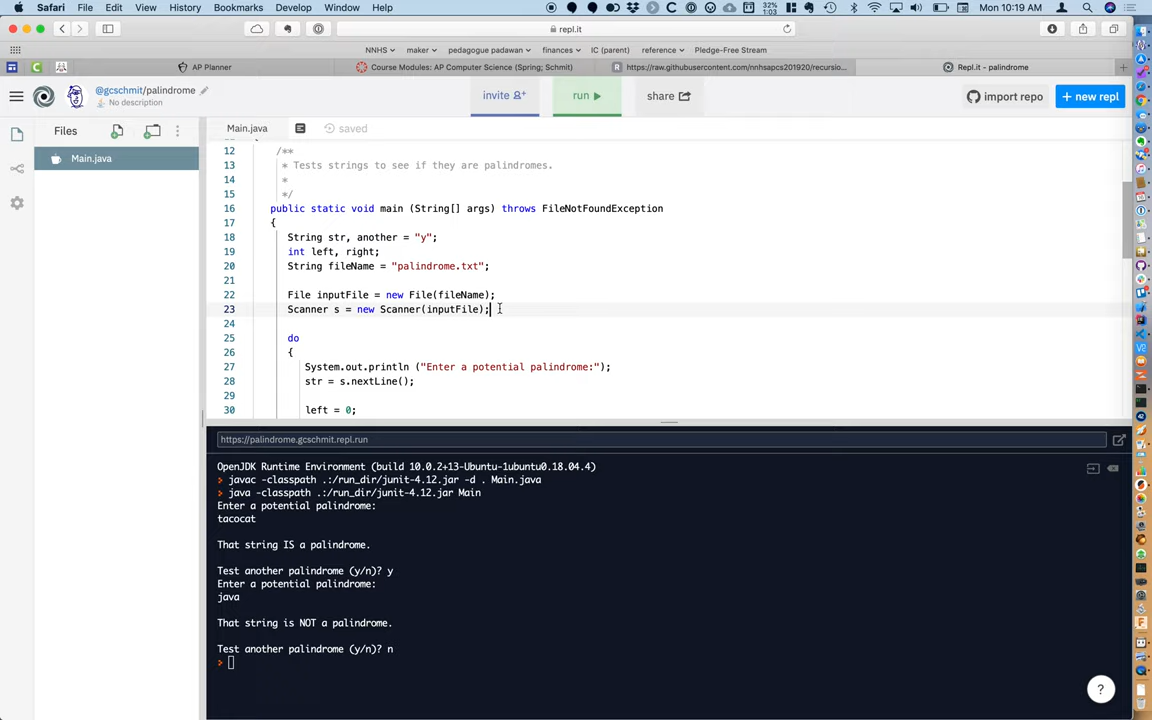 Safari File Edit View History Bookmarks Develop Window Help 32% 1:03 Mon 10:19 AM
repl.it
NNHS maker pedagogue padawan finances IC (parent) reference Pledge-Free Stream
AP Planner Course Modules: AP Computer Science (Spring; Schmit) https://raw.githubusercontent.com/nnhsapcs201920/recursio... Repl.it - palindrome
@gcschmit/palindrome
No description
invite run share import repo + new repl
Files
Main.java
Main.java saved
12 /**
13 * Tests strings to see if they are palindromes.
14 *
15 */
16 public static void main (String[] args) throws FileNotFoundException
17 {
18 String str, another = "y";
19 int left, right;
20 String fileName = "palindrome.txt";
21
22 File inputFile = new File(fileName);
23 Scanner s = new Scanner(inputFile);
24
25 do
26 {
27 System.out.println ("Enter a potential palindrome:");
28 str = s.nextLine();
29
30 left = 0;
https://palindrome.gcschmit.repl.run
OpenJDK Runtime Environment (build 10.0.2+13-Ubuntu-1ubuntu0.18.04.4)
> javac -classpath .:/run_dir/junit-4.12.jar -d . Main.java
> java -classpath .:/run_dir/junit-4.12.jar Main
Enter a potential palindrome:
tacocat
That string IS a palindrome.
Test another palindrome (y/n)? y
Enter a potential palindrome:
java
That string is NOT a palindrome.
Test another palindrome (y/n)? n
>
?